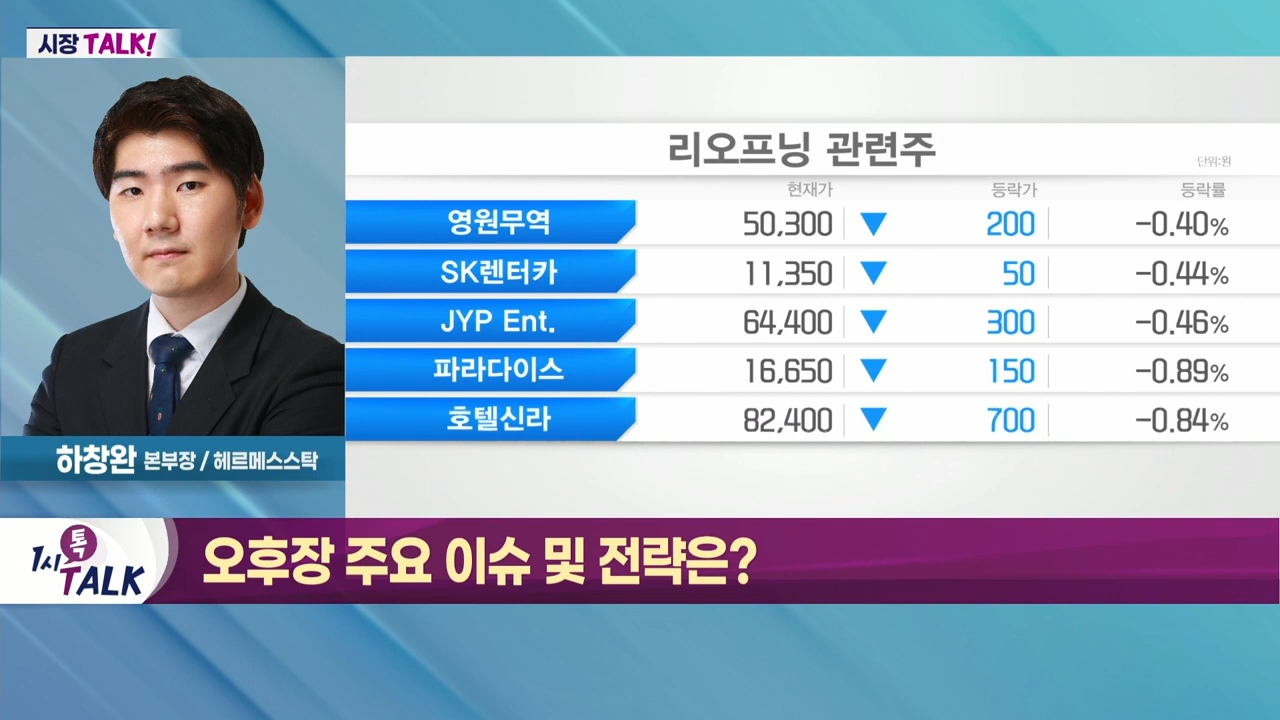 시장 TALK!
리오프닝 관련주
단위:원
현재가 등락가 등락률
영원무역 50,300 ▼ 200 -0.40%
SK렌터카 11,350 ▼ 50 -0.44%
JYP Ent. 64,400 ▼ 300 -0.46%
파라다이스 16,650 ▼ 150 -0.89%
호텔신라 82,400 ▼ 700 -0.84%
하창완 본부장 / 헤르메스스탁
1시 톡 TALK
오후장 주요 이슈 및 전략은?